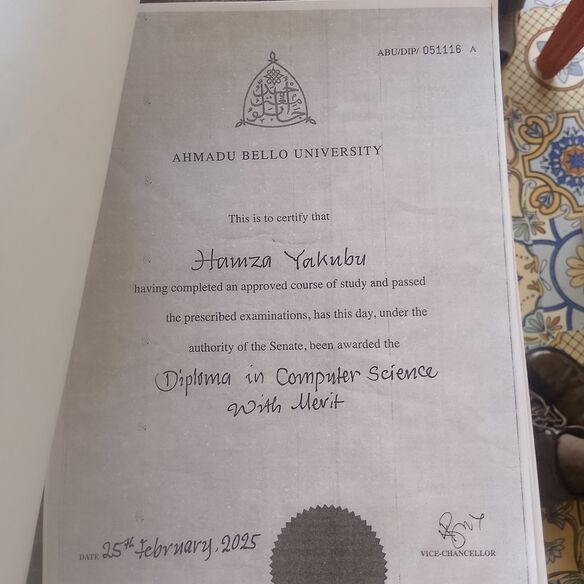 ABU/DIP/ 051116 A
AHMADU BELLO UNIVERSITY
This is to certify that
Hamza Yakubu
having completed an approved course of study and passed
the prescribed examinations, has this day, under the
authority of the Senate, been awarded the
Diploma in Computer Science
With Merit
DATE 25th February, 2025
VICE-CHANCELLOR